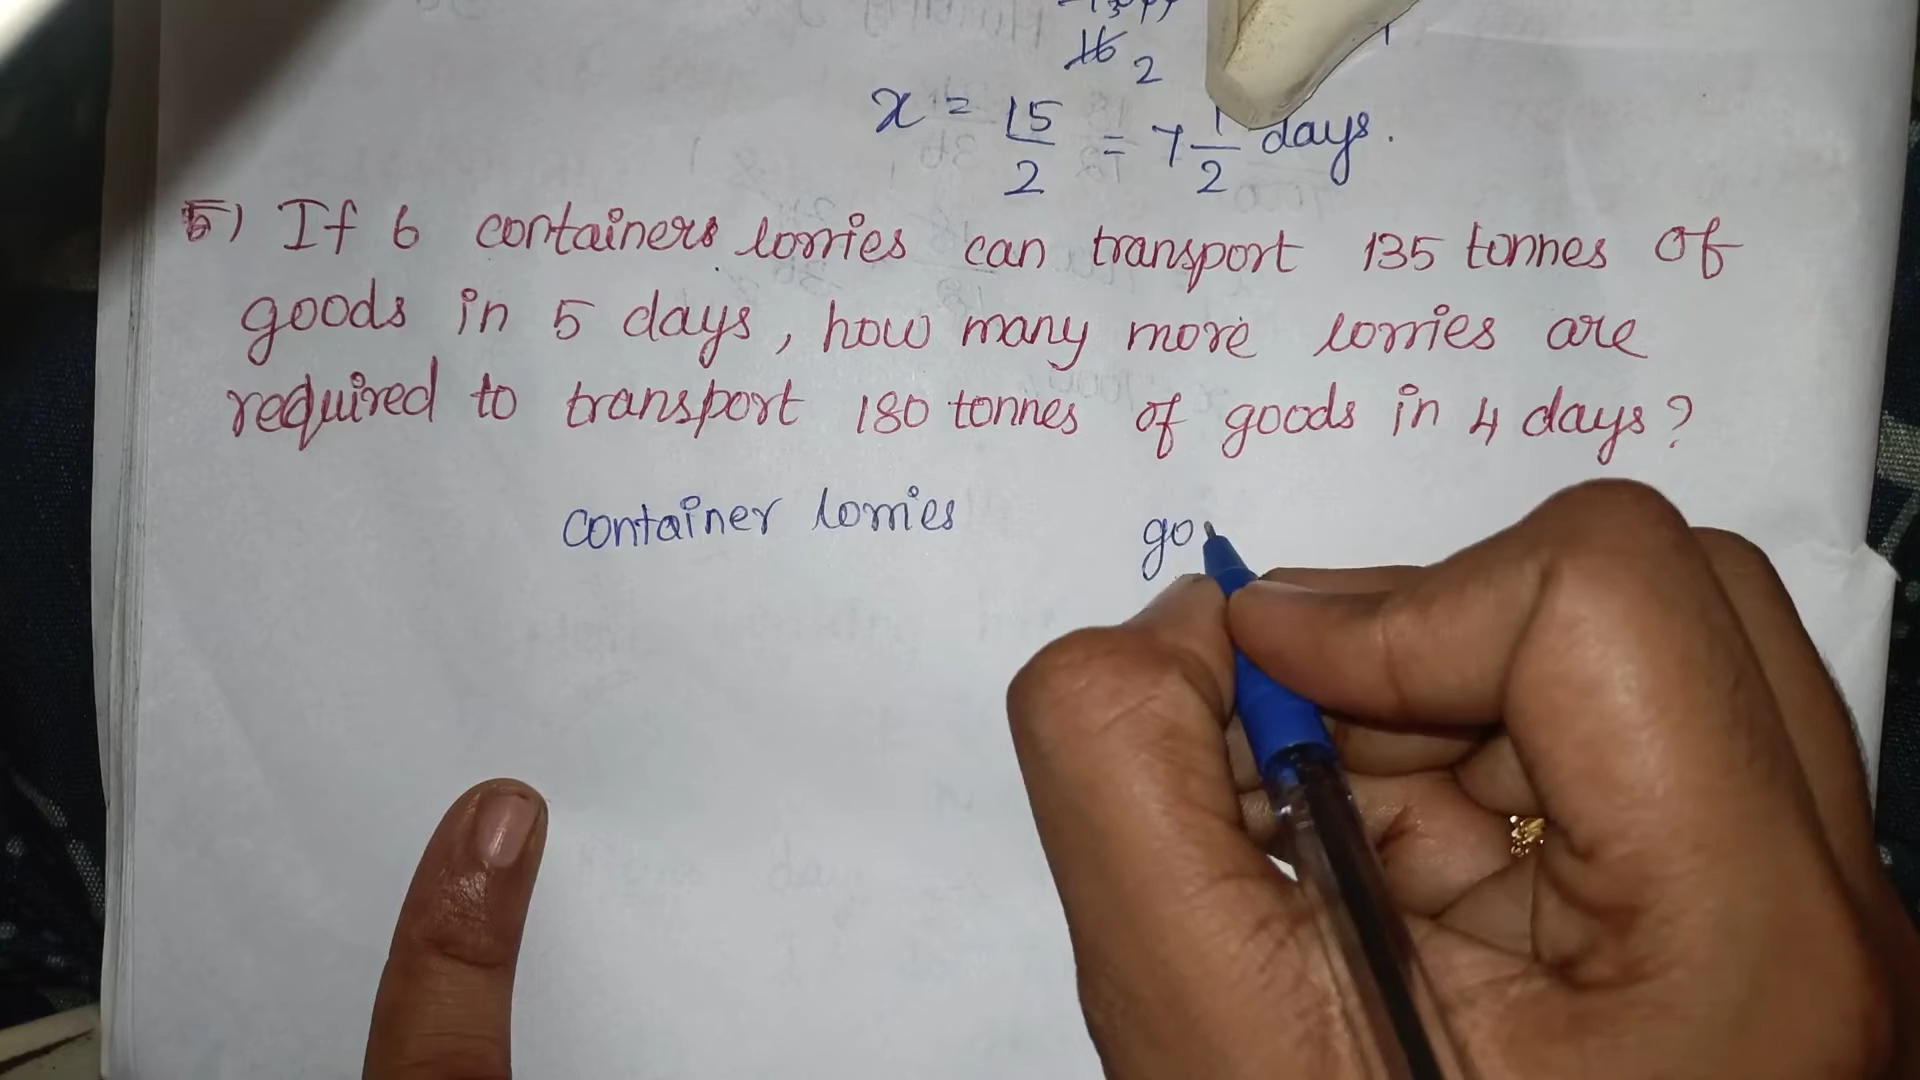 16 2
x = 15/2 = 7 1/2 days.
5) If 6 containers lorries can transport 135 tonnes of
goods in 5 days, how many more lorries are
required to transport 180 tonnes of goods in 4 days?
container lorries go